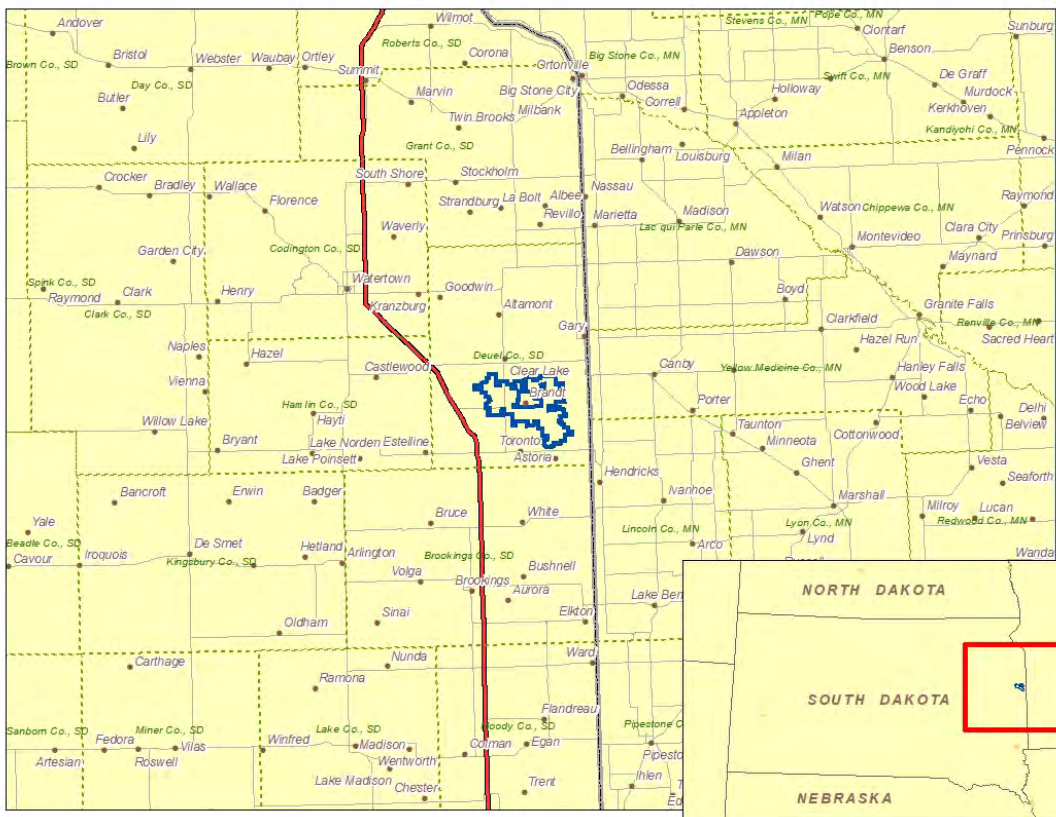 Andover
Wilmot
Stevens Co., MN
Pope Co., MN
Clontarf
Sunburg
Roberts Co., SD
Brown Co., SD
Bristol
Webster
Waubay
Ortley
Summit
Corona
Ortonville
Big Stone Co., MN
Benson
Day Co., SD
Butler
Marvin
Big Stone City
Odessa
Correll
Holloway
Swift Co., MN
De Graff
Murdock
Kerkhoven
Twin Brooks
Milbank
Appleton
Kandiyohi Co., MN
Lily
Grant Co., SD
Bellingham
Louisburg
Milan
Pennock
Crocker
Bradley
Wallace
Florence
South Shore
Stockholm
Strandburg
La Bolt
Albee
Revillo
Nassau
Marietta
Madison
Lac qui Parle Co., MN
Watson
Chippewa Co., MN
Raymond
Waverly
Codington Co., SD
Garden City
Montevideo
Clara City
Prinsburg
Maynard
Dawson
Spink Co., SD
Raymond
Clark
Clark Co., SD
Henry
Watertown
Kranzburg
Goodwin
Altamont
Boyd
Granite Falls
Clarkfield
Renville Co., MN
Sacred Heart
Gary
Hazel Run
Naples
Hazel
Castlewood
Deuel Co., SD
Clear Lake
Brandt
Canby
Yellow Medicine Co., MN
Hanley Falls
Wood Lake
Vienna
Hamlin Co., SD
Hayti
Porter
Echo
Delhi
Belview
Willow Lake
Bryant
Lake Norden
Estelline
Lake Poinsett
Toronto
Astoria
Taunton
Minneota
Cottonwood
Hendricks
Ghent
Vesta
Seaforth
Bancroft
Erwin
Badger
Ivanhoe
Marshall
Milroy
Lucan
Redwood Co., MN
Yale
Bruce
White
Lincoln Co., MN
Lyon Co., MN
Lynd
Beadle Co., SD
Cavour
Iroquois
De Smet
Hetland
Kingsbury Co., SD
Arlington
Brookings Co., SD
Arco
Russell
Wanda
Volga
Brookings
Bushnell
Aurora
NORTH DAKOTA
Sinai
Elkton
Lake Ben
Oldham
Carthage
Nunda
Ward
Ramona
SOUTH DAKOTA
Flandreau
Sanborn Co., SD
Miner Co., SD
Lake Co., SD
Moody Co., SD
Pipestone C
Fedora
Vilas
Winfred
Madison
Colman
Egan
Pipest
Artesian
Roswell
Wentworth
Lake Madison
Chester
Trent
Ihlen
T
Ed
NEBRASKA